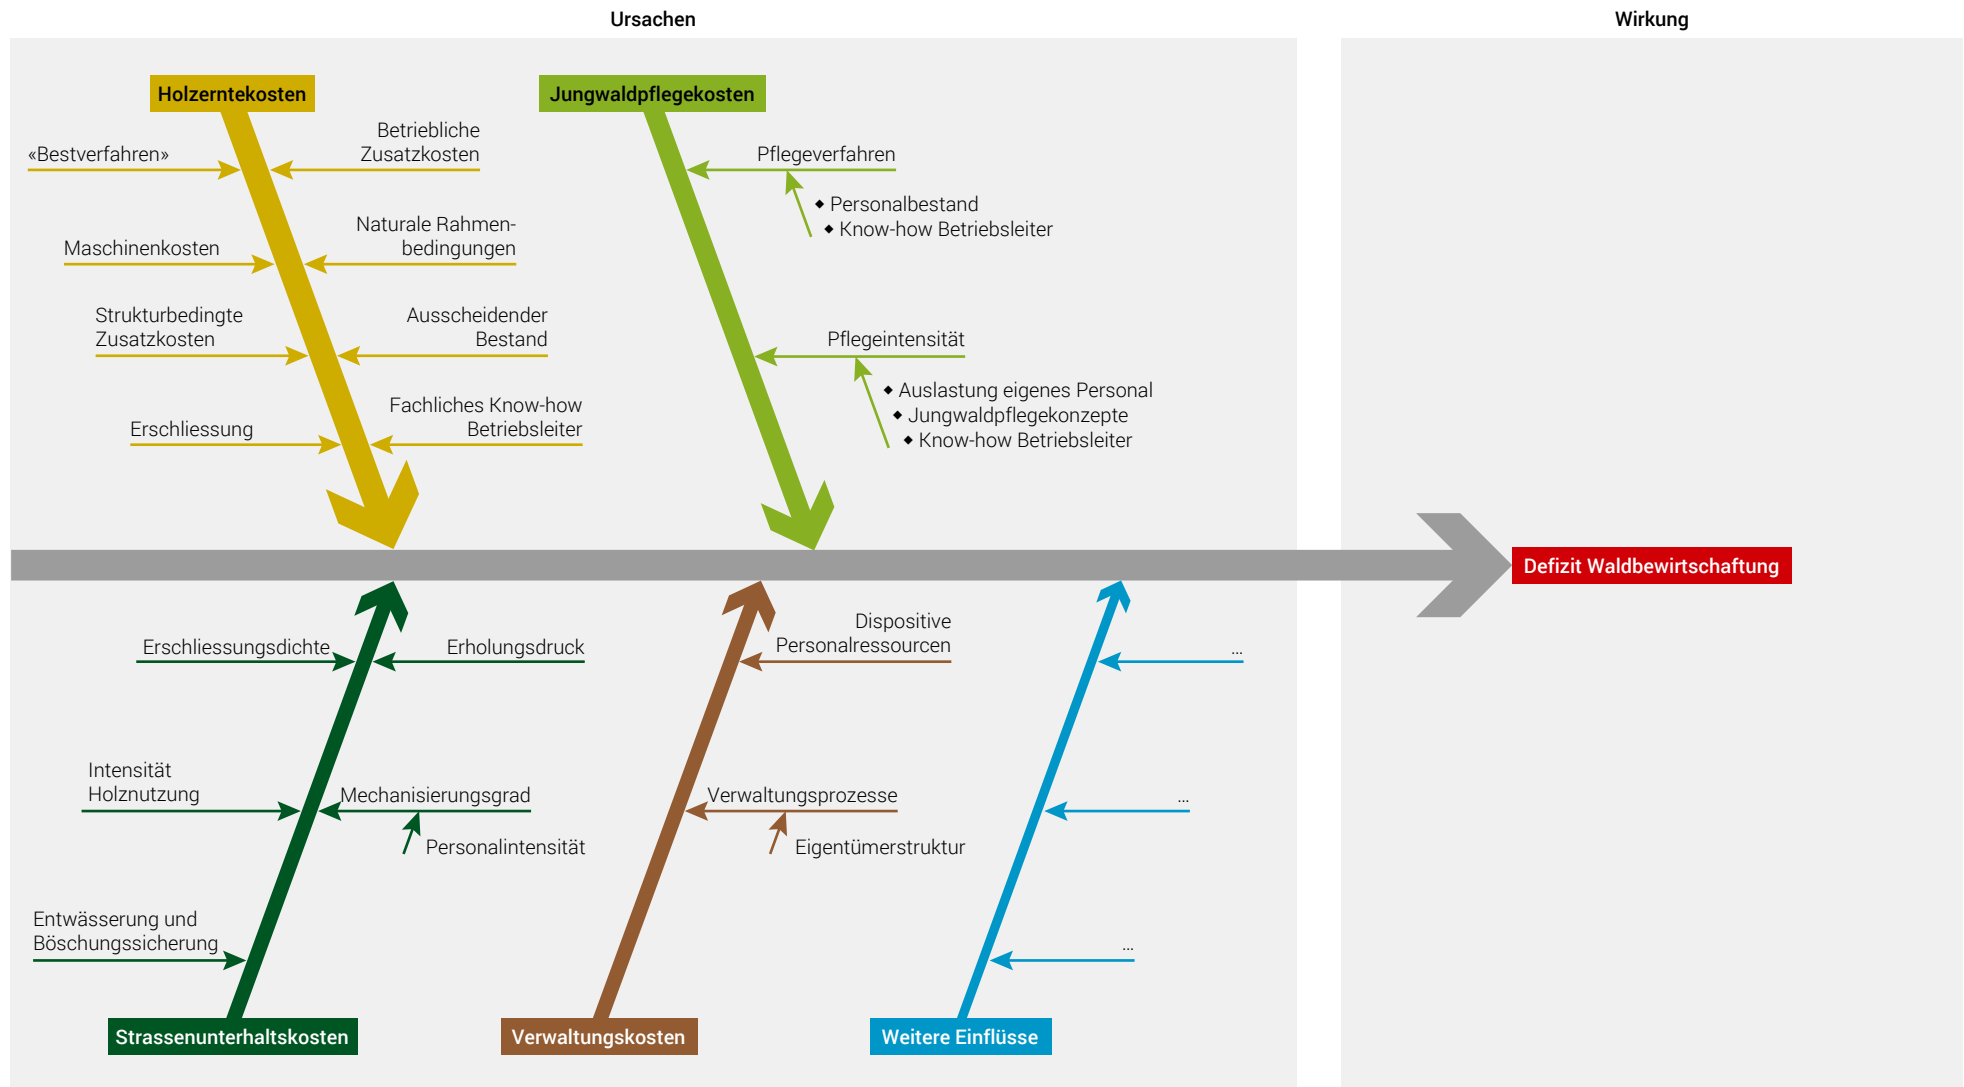 Ursachen
Wirkung
Holzerntekosten
Jungwaldpflegekosten
«Bestverfahren»
Betriebliche
Zusatzkosten
Maschinenkosten
Naturale Rahmen-
bedingungen
Strukturbedingte
Zusatzkosten
Ausscheidender
Bestand
Erschliessung
Fachliches Know-how
Betriebsleiter
Pflegeverfahren
◆ Personalbestand
◆ Know-how Betriebsleiter
Pflegeintensität
◆ Auslastung eigenes Personal
◆ Jungwaldpflegekonzepte
◆ Know-how Betriebsleiter
Defizit Waldbewirtschaftung
Erschliessungsdichte
Erholungsdruck
Intensität
Holznutzung
Mechanisierungsgrad
Personalintensität
Entwässerung und
Böschungssicherung
Dispositive
Personalressourcen
Verwaltungsprozesse
Eigentümerstruktur
...
...
...
Strassenunterhaltskosten
Verwaltungskosten
Weitere Einflüsse